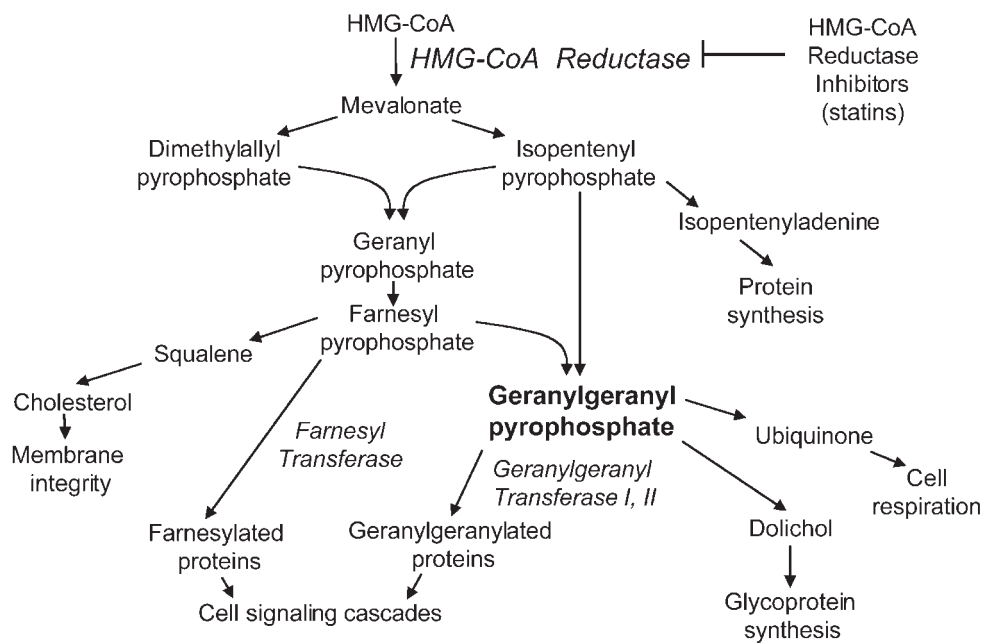 HMG-CoA
HMG-CoA Reductase
HMG-CoA
Reductase
Inhibitors
(statins)
Mevalonate
Dimethylallyl
pyrophosphate
Isopentenyl
pyrophosphate
Isopentenyladenine
Protein
synthesis
Geranyl
pyrophosphate
Farnesyl
pyrophosphate
Squalene
Cholesterol
Membrane
integrity
Farnesyl
Transferase
Geranylgeranyl
pyrophosphate
Ubiquinone
Cell
respiration
Geranylgeranyl
Transferase I, II
Dolichol
Glycoprotein
synthesis
Farnesylated
proteins
Geranylgeranylated
proteins
Cell signaling cascades